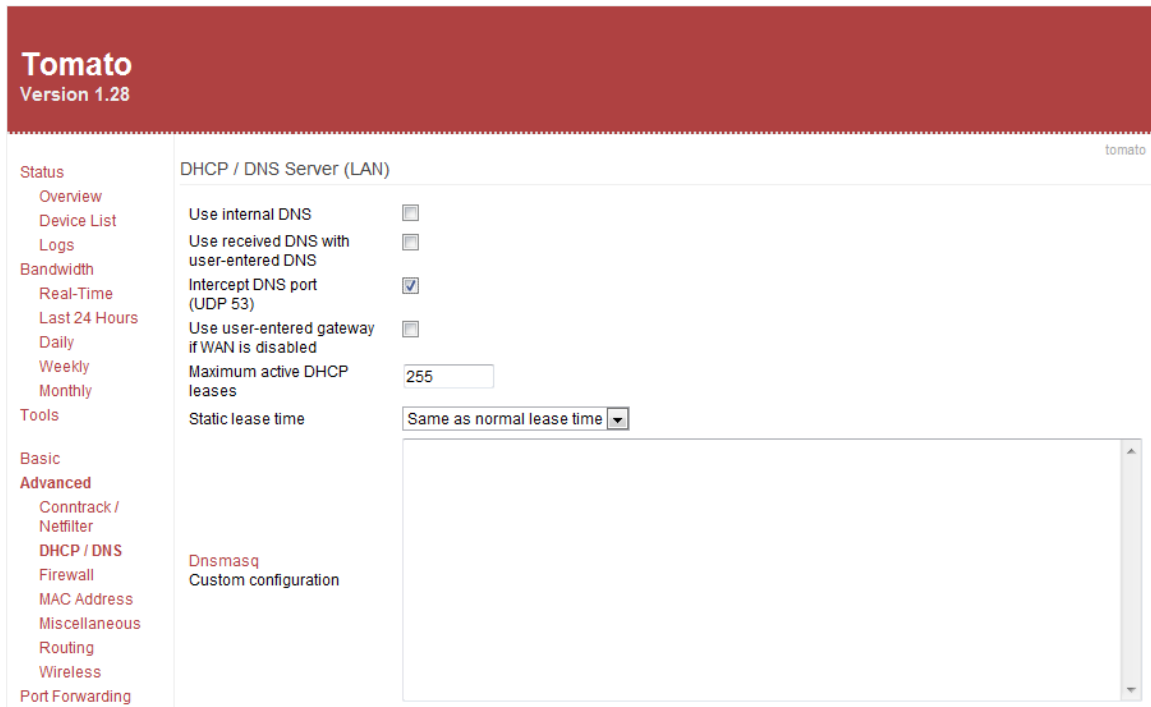 Tomato
Version 1.28
tomato
Status
Overview
Device List
Logs
Bandwidth
Real-Time
Last 24 Hours
Daily
Weekly
Monthly
Tools
Basic
Advanced
Conntrack /
Netfilter
DHCP / DNS
Firewall
MAC Address
Miscellaneous
Routing
Wireless
Port Forwarding
DHCP / DNS Server (LAN)
Use internal DNS
Use received DNS with
user-entered DNS
Intercept DNS port
(UDP 53)
Use user-entered gateway
if WAN is disabled
Maximum active DHCP
leases
255
Static lease time
Same as normal lease time
Dnsmasq
Custom configuration